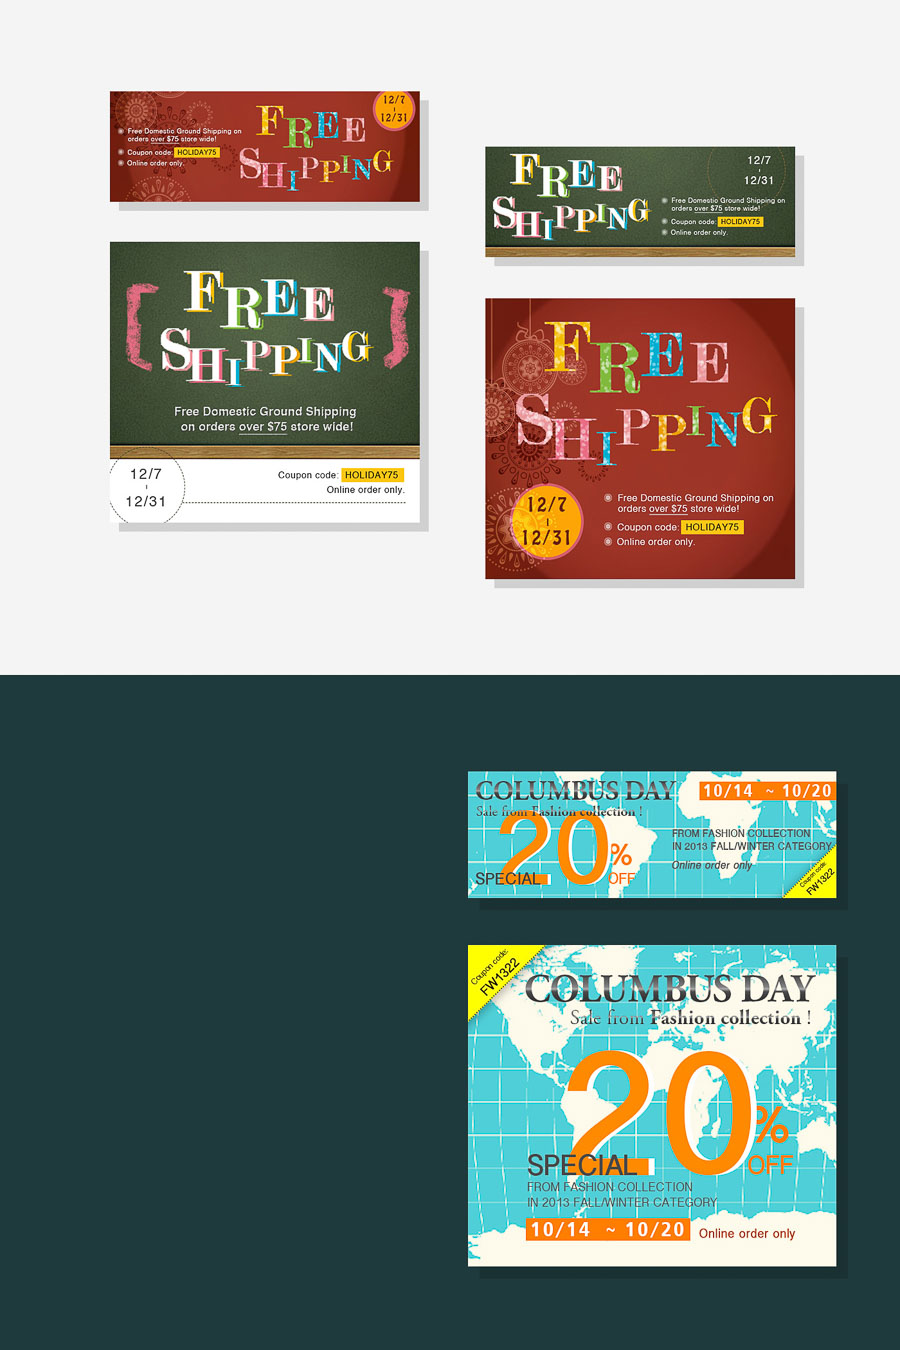 12/7
-
12/31
FREE
SHIPPING
Free Domestic Ground Shipping on
orders over $75 store wide!
Coupon code: HOLIDAY75
Online order only.
FREE
SHIPPING
12/7
-
12/31
Free Domestic Ground Shipping on
orders over $75 store wide!
Coupon code: HOLIDAY75
Online order only.
FREE
SHIPPING
Free Domestic Ground Shipping
on orders over $75 store wide!
12/7
-
12/31
Coupon code: HOLIDAY75
Online order only.
FREE
SHIPPING
12/7
-
12/31
Free Domestic Ground Shipping on
orders over $75 store wide!
Coupon code: HOLIDAY75
Online order only.
COLUMBUS DAY
Sale from Fashion collection !
20%
SPECIAL OFF
10/14 ~ 10/20
FROM FASHION COLLECTION
IN 2013 FALL/WINTER CATEGORY
Online order only
Coupon code:
FW1322
Coupon code:
FW1322
COLUMBUS DAY
Sale from Fashion collection !
20%
SPECIAL OFF
FROM FASHION COLLECTION
IN 2013 FALL/WINTER CATEGORY
10/14 ~ 10/20 Online order only